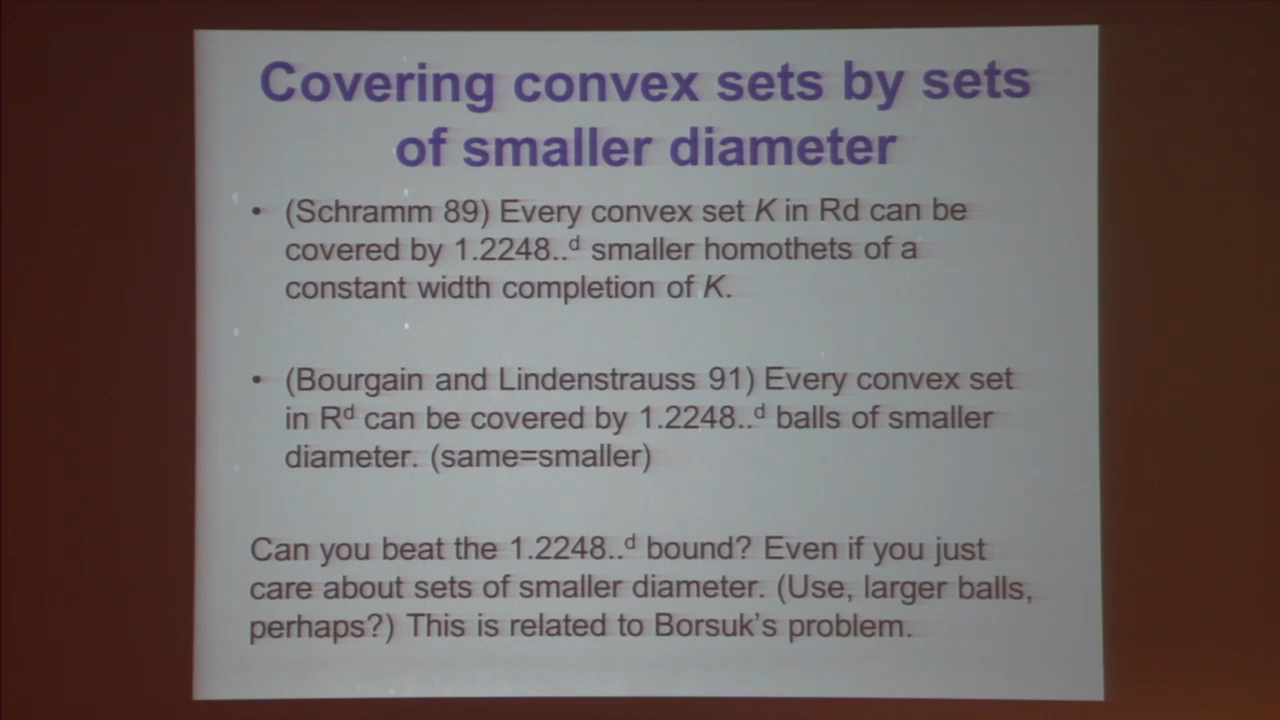 Covering convex sets by sets
of smaller diameter
• (Schramm 89) Every convex set K in Rd can be
covered by 1.2248..ᵈ smaller homothets of a
constant width completion of K.
• (Bourgain and Lindenstrauss 91) Every convex set
in Rᵈ can be covered by 1.2248..ᵈ balls of smaller
diameter. (same=smaller)
Can you beat the 1.2248..ᵈ bound? Even if you just
care about sets of smaller diameter. (Use, larger balls,
perhaps?) This is related to Borsuk's problem.